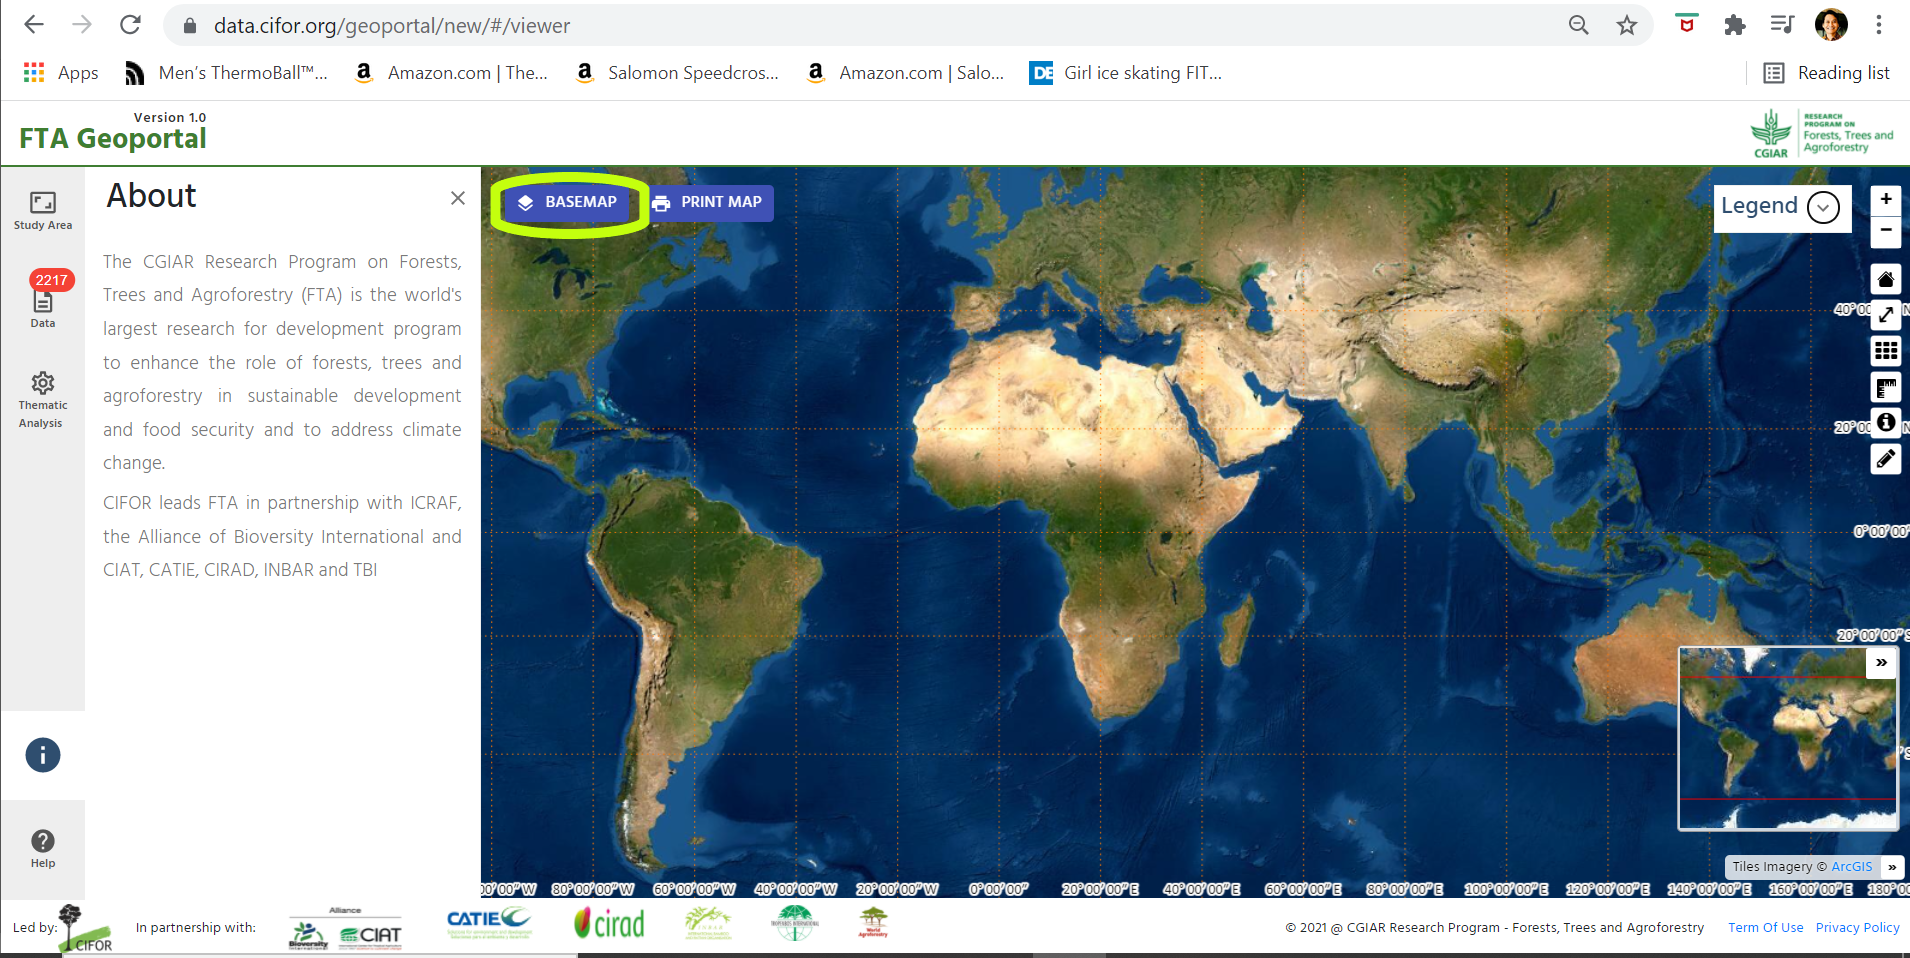 data.cifor.org/geoportal/new/#/viewer
Apps
Men's ThermoBall™...
Amazon.com | The...
Salomon Speedcros...
Amazon.com | Salo...
DE
Girl ice skating FIT...
Reading list
Version 1.0
FTA Geoportal
CGIAR
RESEARCH
PROGRAM ON
Forests, Trees and
Agroforestry
Study Area
2217
Data
Thematic
Analysis
Help
About
The CGIAR Research Program on Forests,
Trees and Agroforestry (FTA) is the world's
largest research for development program
to enhance the role of forests, trees and
agroforestry in sustainable development
and food security and to address climate
change.
CIFOR leads FTA in partnership with ICRAF,
the Alliance of Bioversity International and
CIAT, CATIE, CIRAD, INBAR and TBI
BASEMAP
PRINT MAP
Legend
+
−
40° 00'
N
20° 00'
N
0° 00' 00"
20° 00' 00" S
Tiles Imagery © ArcGIS »
00' 00" W
80° 00' 00" W
60° 00' 00" W
40° 00' 00" W
20° 00' 00" W
0° 00' 00"
20° 00' 00" E
40° 00' 00" E
60° 00' 00" E
80° 00' 00" E
100° 00' 00" E
120° 00' 00" E
140° 00' 00" E
160° 00' 00" E
180° 00'
Led by:
CIFOR
In partnership with:
Alliance
Bioversity
International
CIAT
CATIE
cirad
INBAR
TROPENBOS INTERNATIONAL
World
Agroforestry
© 2021 @ CGIAR Research Program - Forests, Trees and Agroforestry
Term Of Use
Privacy Policy